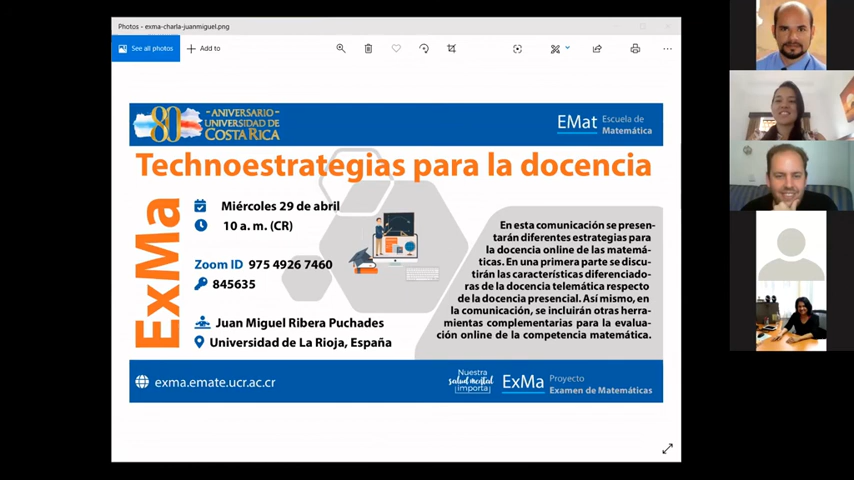 Photos - exma-charla-juanmiguel.png
See all photos
Add to
80
ANIVERSARIO
UNIVERSIDAD DE
COSTA RICA
EMat
Escuela de
Matemática
Technoestrategias para la docencia
ExMa
Miércoles 29 de abril
10 a. m. (CR)
Zoom ID 975 4926 7460
845635
Juan Miguel Ribera Puchades
Universidad de La Rioja, España
En esta comunicación se presen-
tarán diferentes estrategias para
la docencia online de las matemá-
ticas. En una primera parte se discu-
tirán las características diferenciado-
ras de la docencia telemática respecto
de la docencia presencial. Así mismo, en
la comunicación, se incluirán otras herra-
mientas complementarias para la evalua-
ción online de la competencia matemática.
exma.emate.ucr.ac.cr
Nuestra
salud mental
importa
ExMa
Proyecto
Examen de Matemáticas